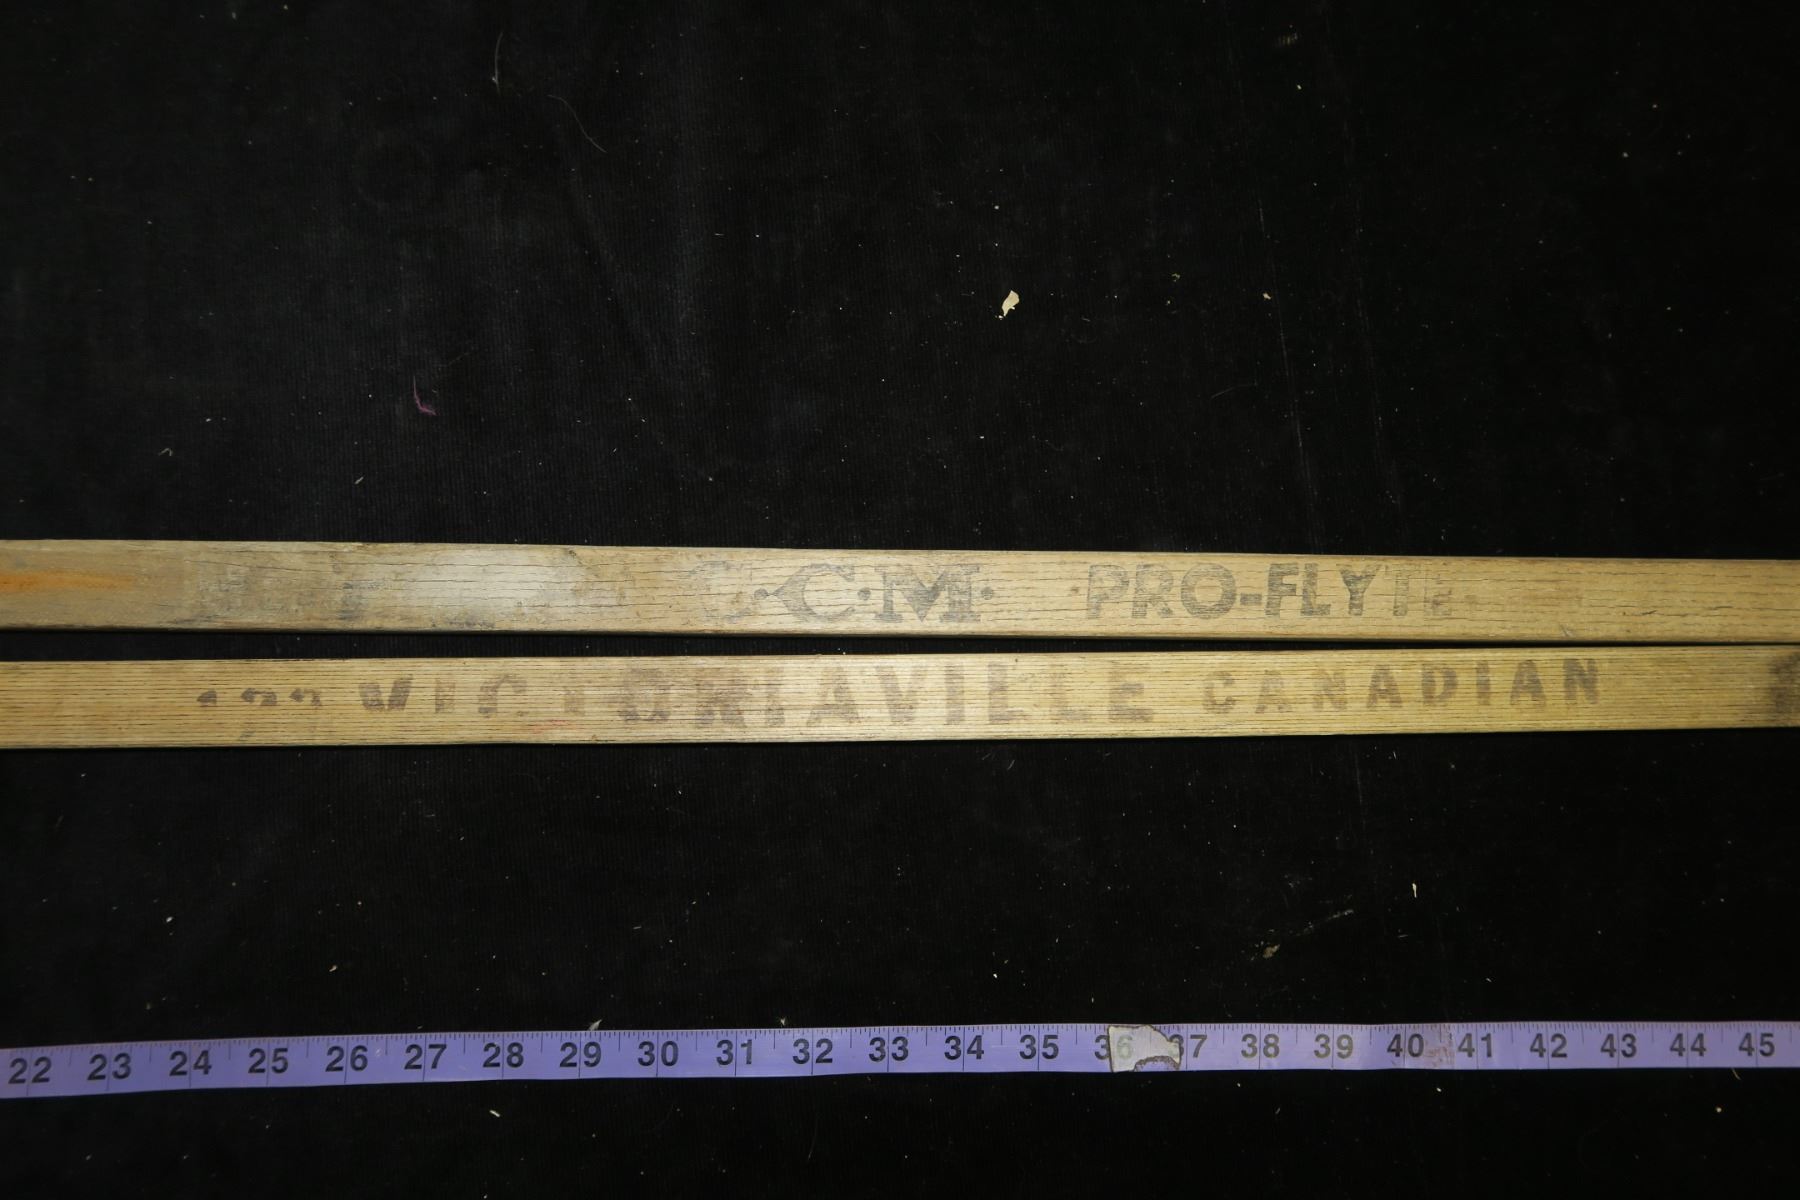 C·C·M· PRO-FLYTE
VICTORIAVILLE CANADIAN
22 23 24 25 26 27 28 29 30 31 32 33 34 35 36 37 38 39 40 41 42 43 44 45